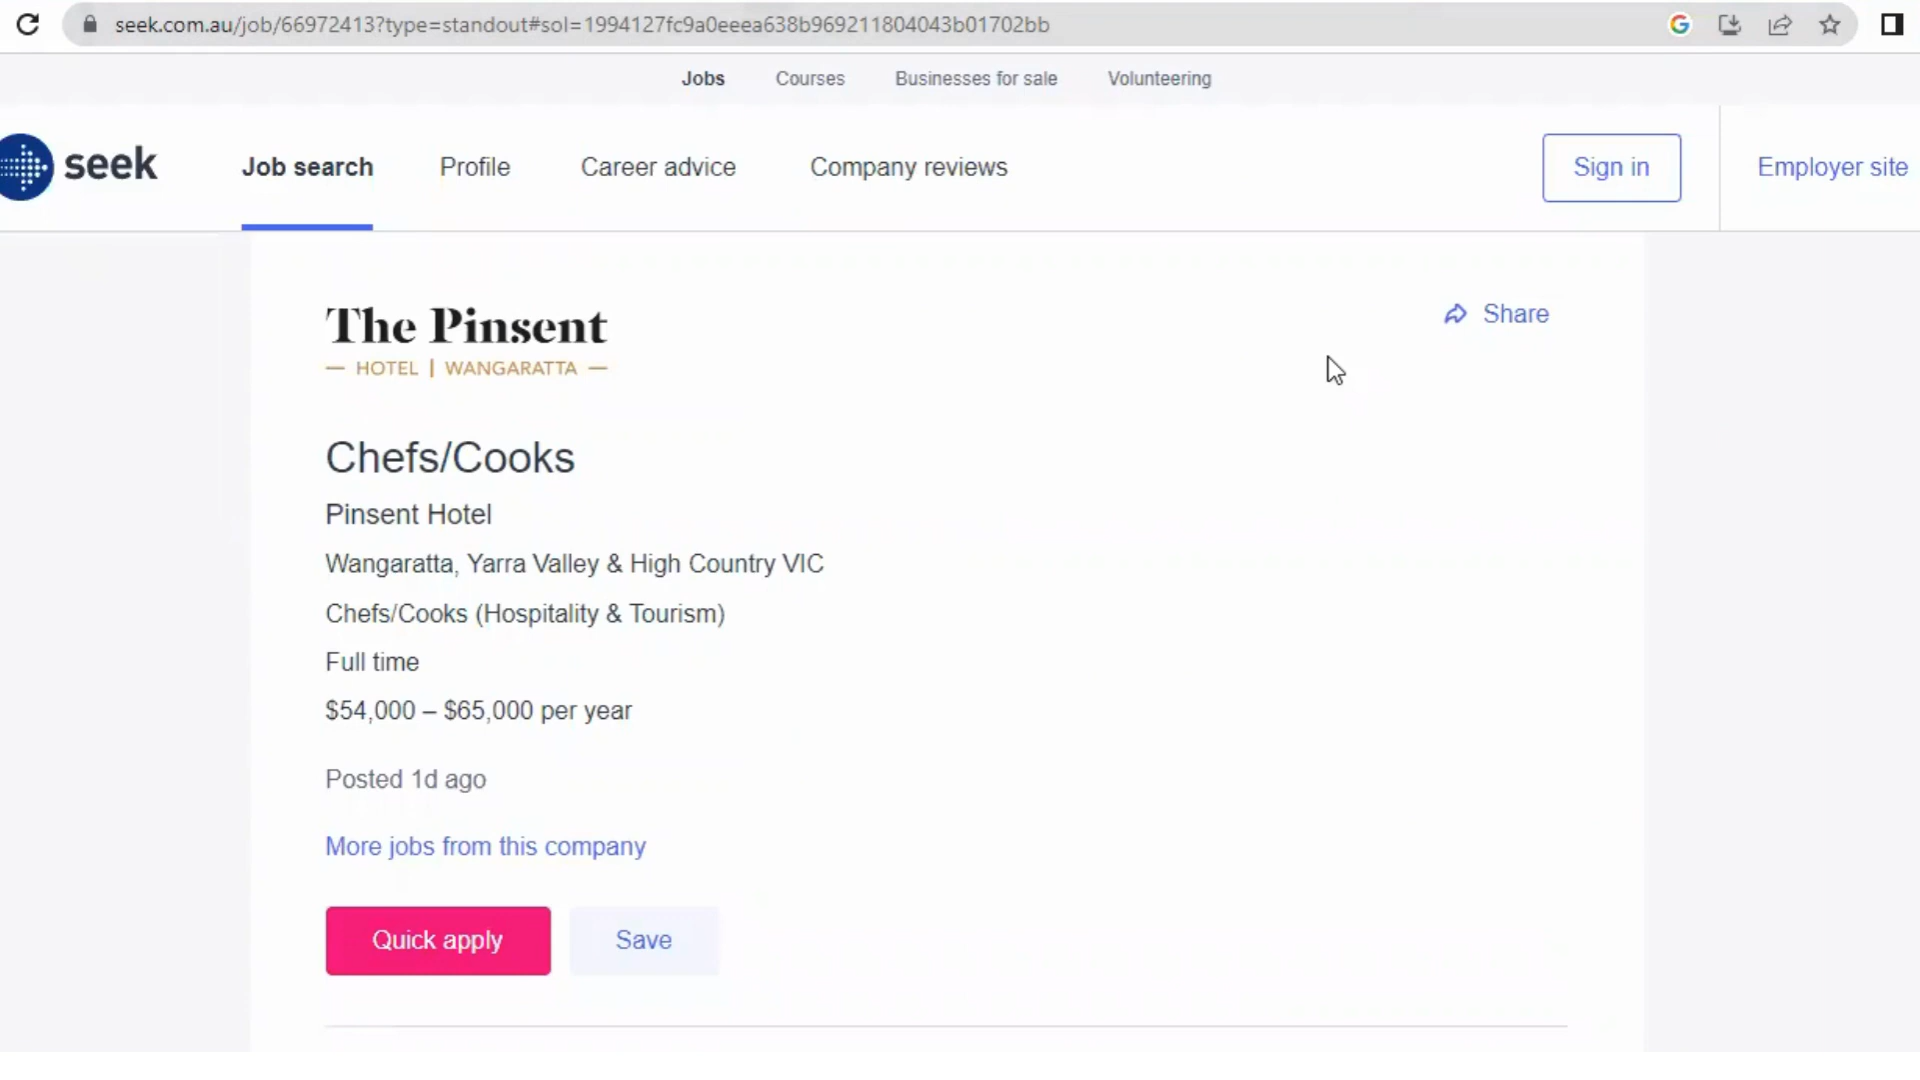 seek.com.au/job/66972413?type=standout#sol=1994127fc9a0eeea638b969211804043b01702bb
Jobs Courses Businesses for sale Volunteering
seek Job search Profile Career advice Company reviews Sign in Employer site
The Pinsent
— HOTEL | WANGARATTA —
Share
Chefs/Cooks
Pinsent Hotel
Wangaratta, Yarra Valley & High Country VIC
Chefs/Cooks (Hospitality & Tourism)
Full time
$54,000 – $65,000 per year
Posted 1d ago
More jobs from this company
Quick apply Save